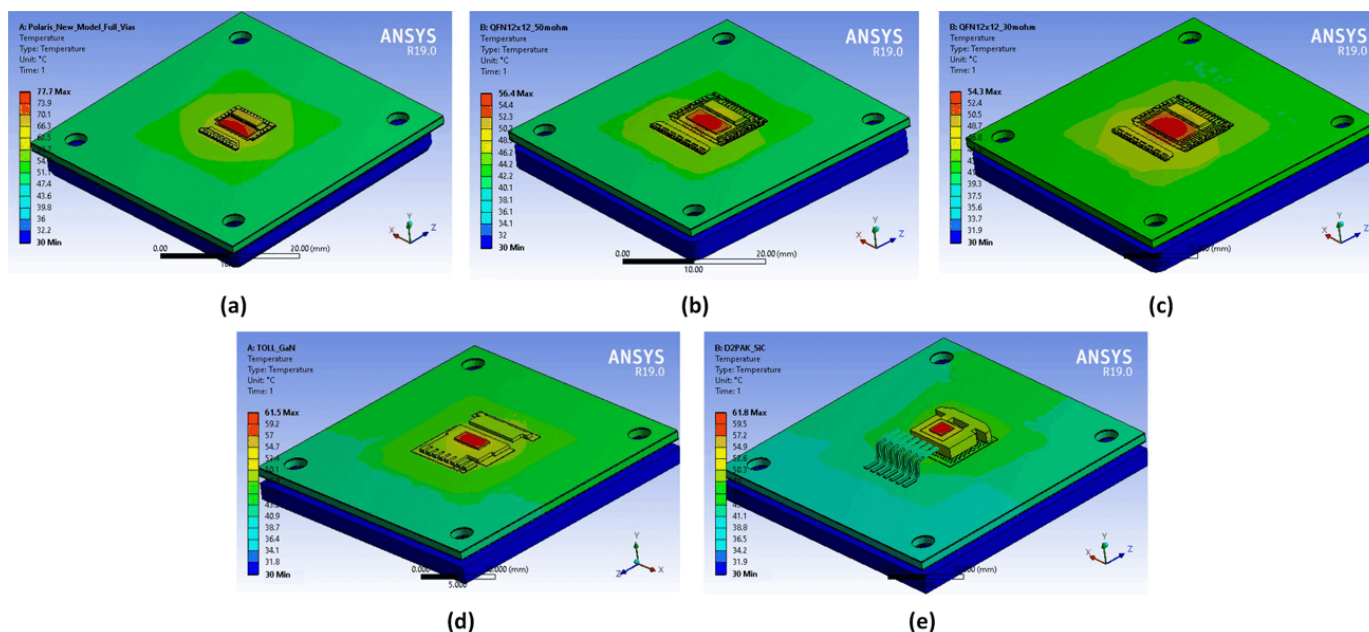 A: Polaris_New_Model_Full_Vias
Temperature
Type: Temperature
Unit: °C
Time: 1
77.7 Max
73.9
70.1
66.3
62.5
51.1
47.4
43.6
39.8
36
32.2
30 Min
ANSYS
R19.0
0.00
20.00 (mm)
X
Y
Z
(a)
B: QFN12x12_50mohm
Temperature
Type: Temperature
Unit: °C
Time: 1
56.4 Max
54.4
52.3
48.2
46.2
44.2
42.2
40.1
38.1
36.1
34.1
32
30 Min
ANSYS
R19.0
0.00
10.00
20.00 (mm)
X
Y
Z
(b)
B: QFN12x12_30mohm
Temperature
Type: Temperature
Unit: °C
Time: 1
54.3 Max
52.4
50.5
48.7
39.3
37.5
35.6
33.7
31.9
30 Min
ANSYS
R19.0
X
Y
Z
(c)
A: TOLL_GaN
Temperature
Type: Temperature
Unit: °C
Time: 1
61.5 Max
59.2
57
54.7
40.9
38.7
36.4
34.1
31.8
30 Min
ANSYS
R19.0
0.000
5.000
Y
Z
X
(d)
B: D2PAK_SiC
Temperature
Type: Temperature
Unit: °C
Time: 1
61.8 Max
59.5
57.2
54.9
50.3
41.1
38.8
36.5
34.2
31.9
30 Min
ANSYS
R19.0
X
Y
Z
(e)